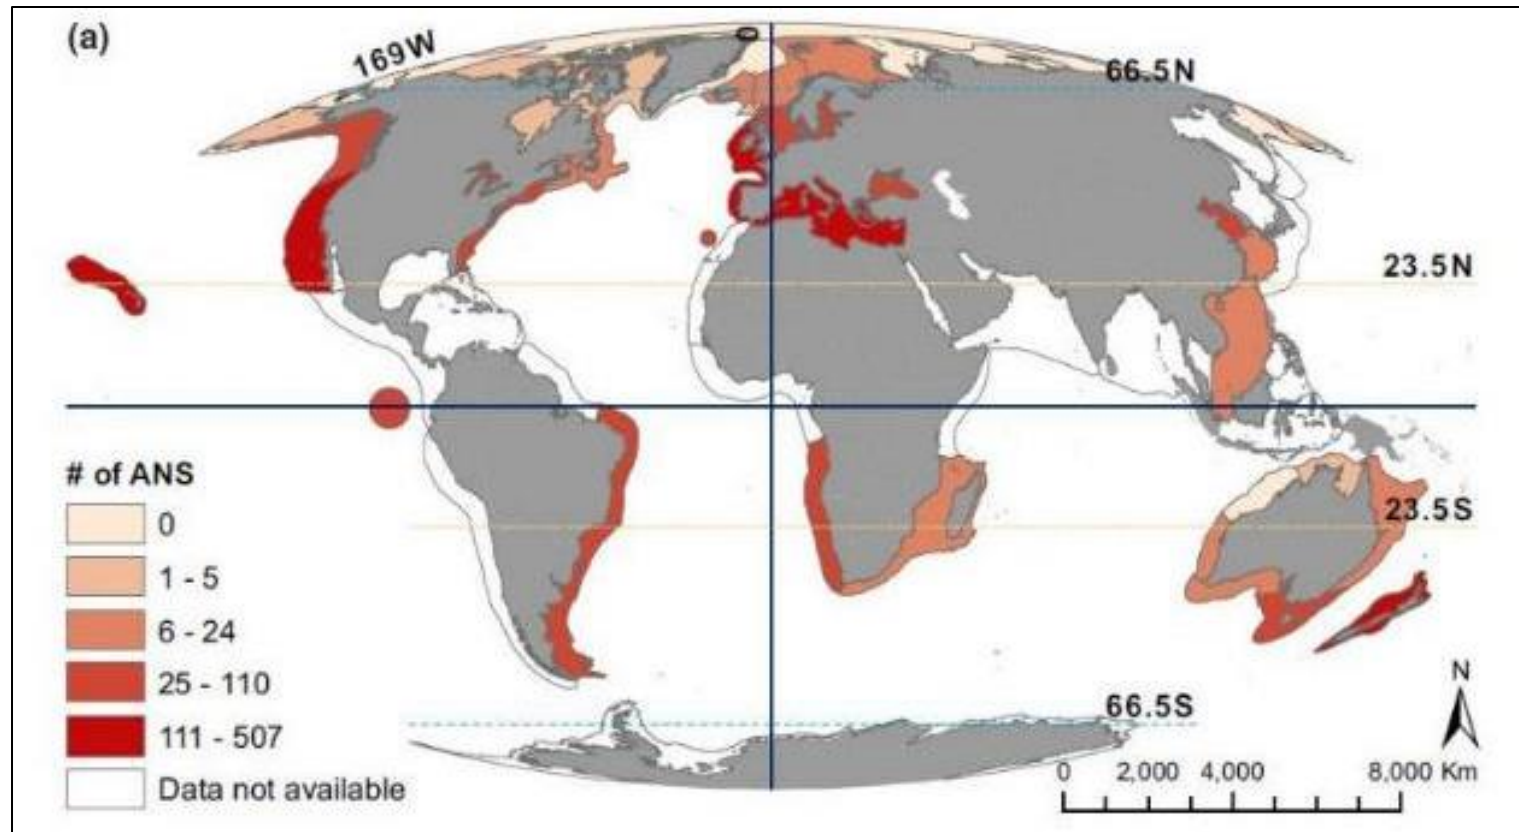 (a)
169W
0
66.5N
23.5N
# of ANS
0
1 - 5
6 - 24
25 - 110
111 - 507
Data not available
23.5S
66.5S
N
0 2,000 4,000 8,000 Km